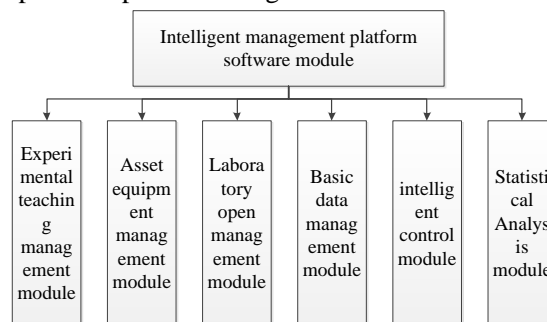 Intelligent management platform
software module
Experi
mental
teachin
g
manag
ement
module
Asset
equipm
ent
manag
ement
module
Labora
tory
open
manag
ement
module
Basic
data
manag
ement
module
intellig
ent
control
module
Statisti
cal
Analys
is
module